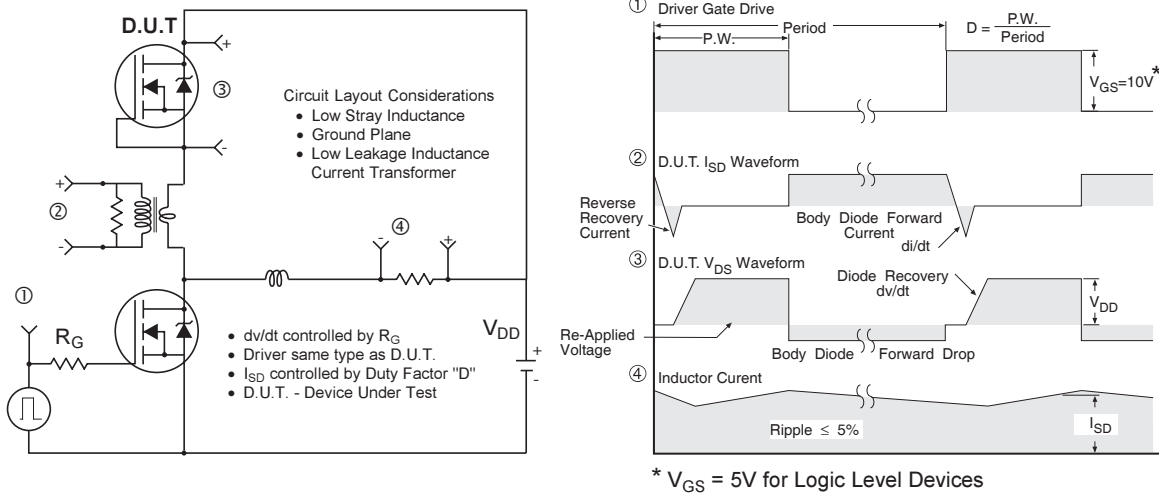 D.U.T
+
③
-
Circuit Layout Considerations
• Low Stray Inductance
• Ground Plane
• Low Leakage Inductance
Current Transformer
+
②
-
④
-
+
①
R_G
V_DD
+
-
• dv/dt controlled by R_G
• Driver same type as D.U.T.
• I_SD controlled by Duty Factor "D"
• D.U.T. - Device Under Test
① Driver Gate Drive
P.W.
Period
D = P.W. / Period
V_GS=10V*
② D.U.T. I_SD Waveform
Reverse
Recovery
Current
Body Diode Forward
Current
di/dt
③ D.U.T. V_DS Waveform
Diode Recovery
dv/dt
V_DD
Re-Applied
Voltage
Body Diode Forward Drop
④ Inductor Curent
Ripple ≤ 5%
I_SD
* V_GS = 5V for Logic Level Devices